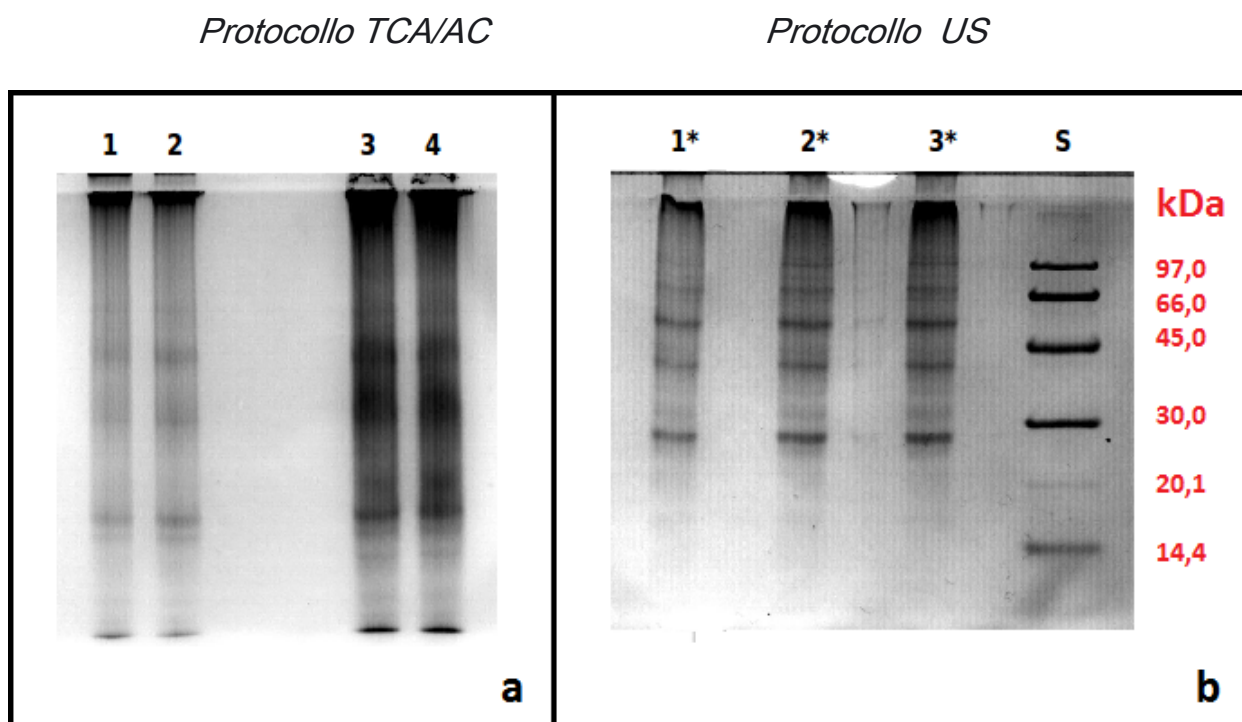 Protocollo TCA/AC
Protocollo US
1 2 3 4
1* 2* 3* S
kDa
97,0
66,0
45,0
30,0
20,1
14,4
a
b